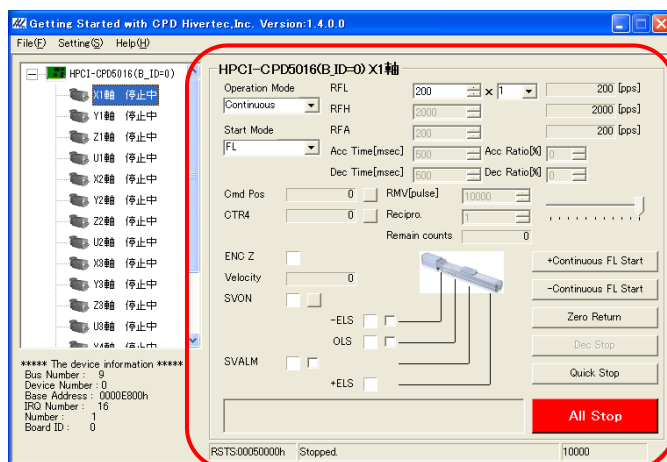 Getting Started with CPD Hivertec,Inc. Version:1.4.0.0
File(F) Setting(S) Help(H)
HPCI-CPD5016(B_ID=0)
X1軸 停止中
Y1軸 停止中
Z1軸 停止中
U1軸 停止中
X2軸 停止中
Y2軸 停止中
Z2軸 停止中
U2軸 停止中
X3軸 停止中
Y3軸 停止中
Z3軸 停止中
U3軸 停止中
X4軸 停止中
***** The device information *****
Bus Number : 9
Device Number : 0
Base Address : 0000E800h
IRQ Number : 16
Number : 1
Board ID : 0
HPCI-CPD5016(B_ID=0) X1軸
Operation Mode RFL 200 × 1 200 [pps]
Continuous RFH 2000 2000 [pps]
Start Mode RFA 200 200 [pps]
FL Acc Time[msec] 500 Acc Ratio[%] 0
Dec Time[msec] 500 Dec Ratio[%] 0
Cmd Pos 0 RMV[pulse] 10000
CTR4 0 Recipro. 1
Remain counts 0
ENC Z +Continuous FL Start
Velocity 0 -Continuous FL Start
SVON
-ELS Zero Return
OLS Dec Stop
SVALM Quick Stop
+ELS
All Stop
RSTS:00050000h Stopped. 10000